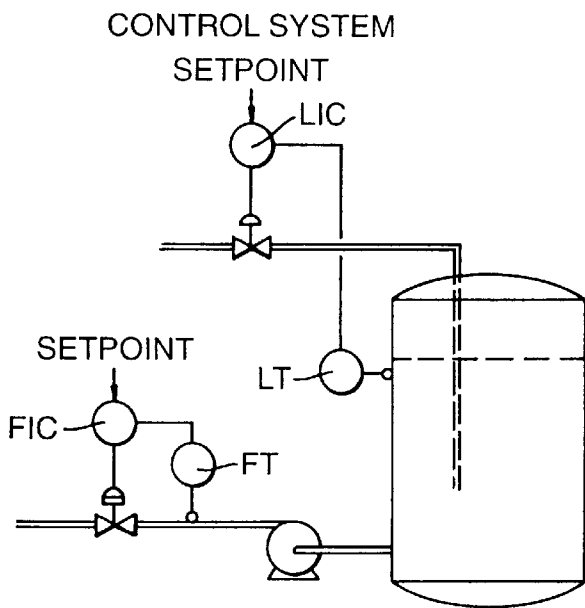 CONTROL SYSTEM
SETPOINT
LIC
SETPOINT
LT
FIC
FT